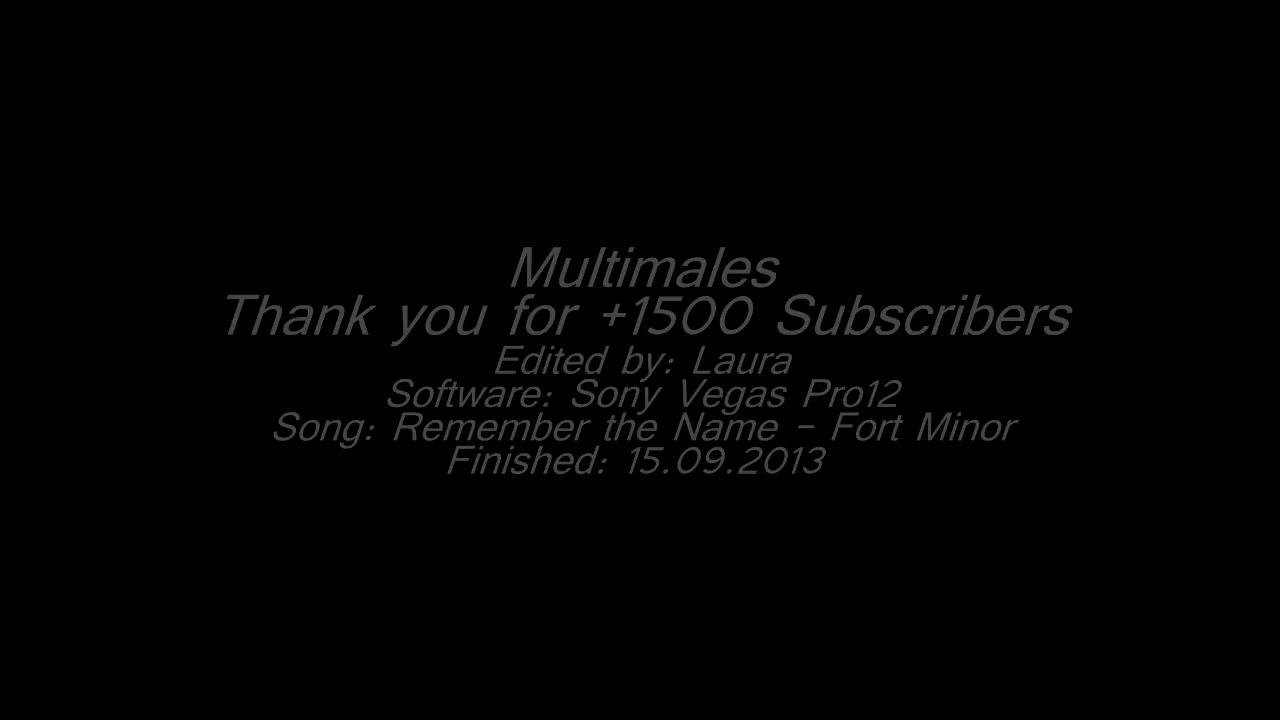 Multimales
Thank you for +1500 Subscribers
Edited by: Laura
Software: Sony Vegas Pro12
Song: Remember the Name - Fort Minor
Finished: 15.09.2013